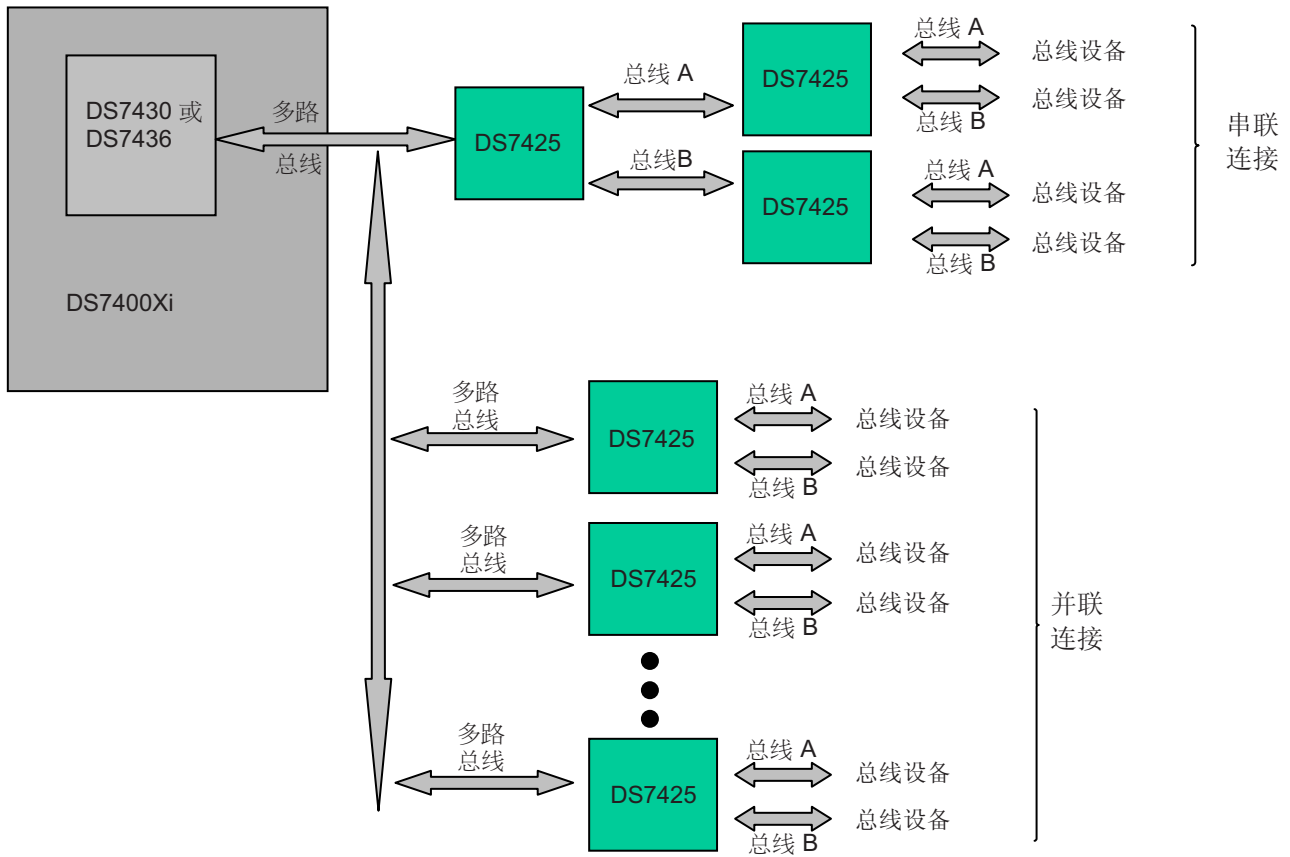 DS7430 或
DS7436
DS7400Xi
多路
总线
DS7425
总线 A
总线B
DS7425
总线 A
总线设备
总线设备
总线 B
DS7425
总线 A
总线设备
总线设备
总线 B
串联
连接
多路
总线
DS7425
总线 A
总线设备
总线设备
总线 B
多路
总线
DS7425
总线 A
总线设备
总线设备
总线 B
多路
总线
DS7425
总线 A
总线设备
总线设备
总线 B
并联
连接